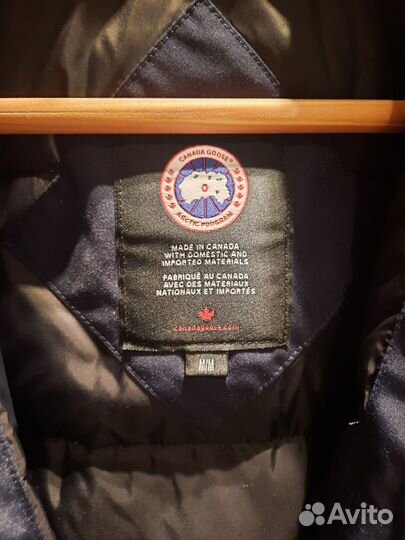 CANADA GOOSE®
ARCTIC PROGRAM
MADE IN CANADA
WITH DOMESTIC AND
IMPORTED MATERIALS
FABRIQUÉ AU CANADA
AVEC DES MATÉRIAUX
NATIONAUX ET IMPORTÉS
canadagoose.com
M/M
Avito